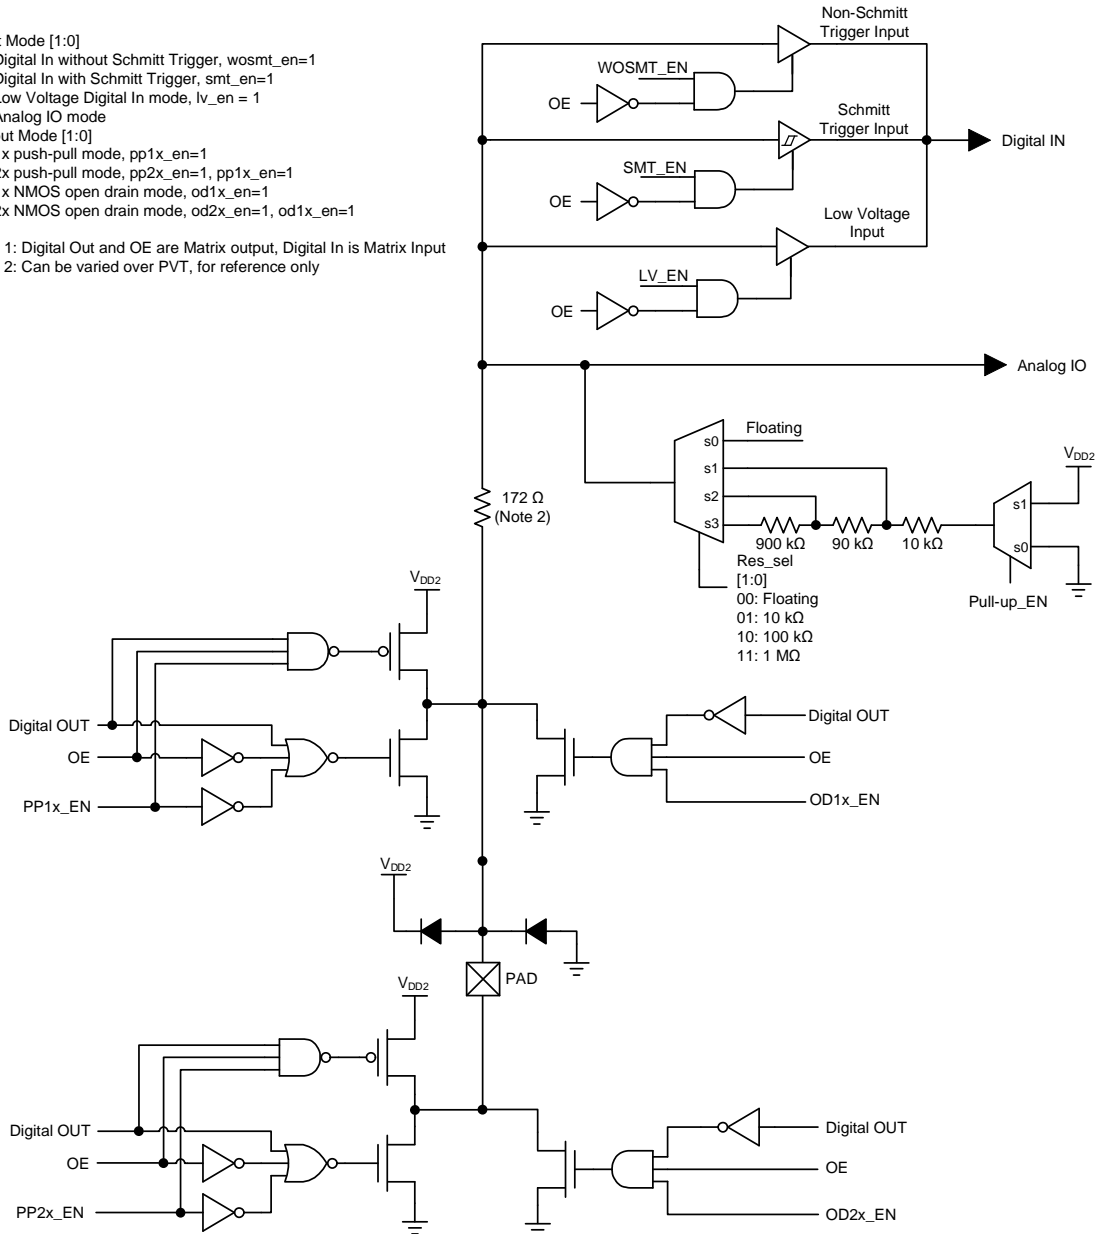 t Mode [1:0]
Digital In without Schmitt Trigger, wosmt_en=1
Digital In with Schmitt Trigger, smt_en=1
Low Voltage Digital In mode, lv_en = 1
Analog IO mode
out Mode [1:0]
x push-pull mode, pp1x_en=1
2x push-pull mode, pp2x_en=1, pp1x_en=1
x NMOS open drain mode, od1x_en=1
2x NMOS open drain mode, od2x_en=1, od1x_en=1
1: Digital Out and OE are Matrix output, Digital In is Matrix Input
2: Can be varied over PVT, for reference only
Non-Schmitt
Trigger Input
WOSMT_EN
OE
Schmitt
Trigger Input
Digital IN
SMT_EN
OE
Low Voltage
Input
LV_EN
OE
Analog IO
Floating
s0
s1
s2
s3
VDD2
s1
s0
172 Ω
(Note 2)
900 kΩ
90 kΩ
10 kΩ
Res_sel
[1:0]
00: Floating
01: 10 kΩ
10: 100 kΩ
11: 1 MΩ
Pull-up_EN
VDD2
Digital OUT
OE
PP1x_EN
Digital OUT
OE
OD1x_EN
VDD2
PAD
VDD2
Digital OUT
OE
PP2x_EN
Digital OUT
OE
OD2x_EN